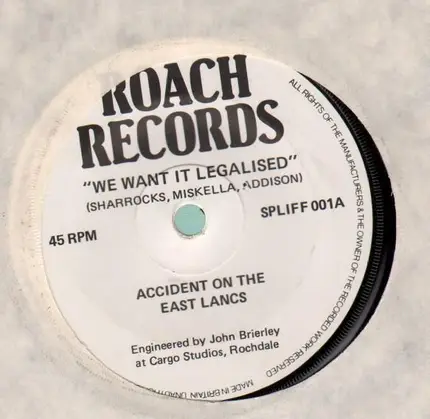 ROACH
RECORDS
"WE WANT IT LEGALISED"
(SHARROCKS, MISKELLA, ADDISON)
45 RPM
SPLIFF 001A
ACCIDENT ON THE
EAST LANCS
Engineered by John Brierley
at Cargo Studios, Rochdale
ALL RIGHTS OF THE MANUFACTURERS & THE OWNER OF THE RECORDED WORK RESERVED
MADE IN BRITAIN